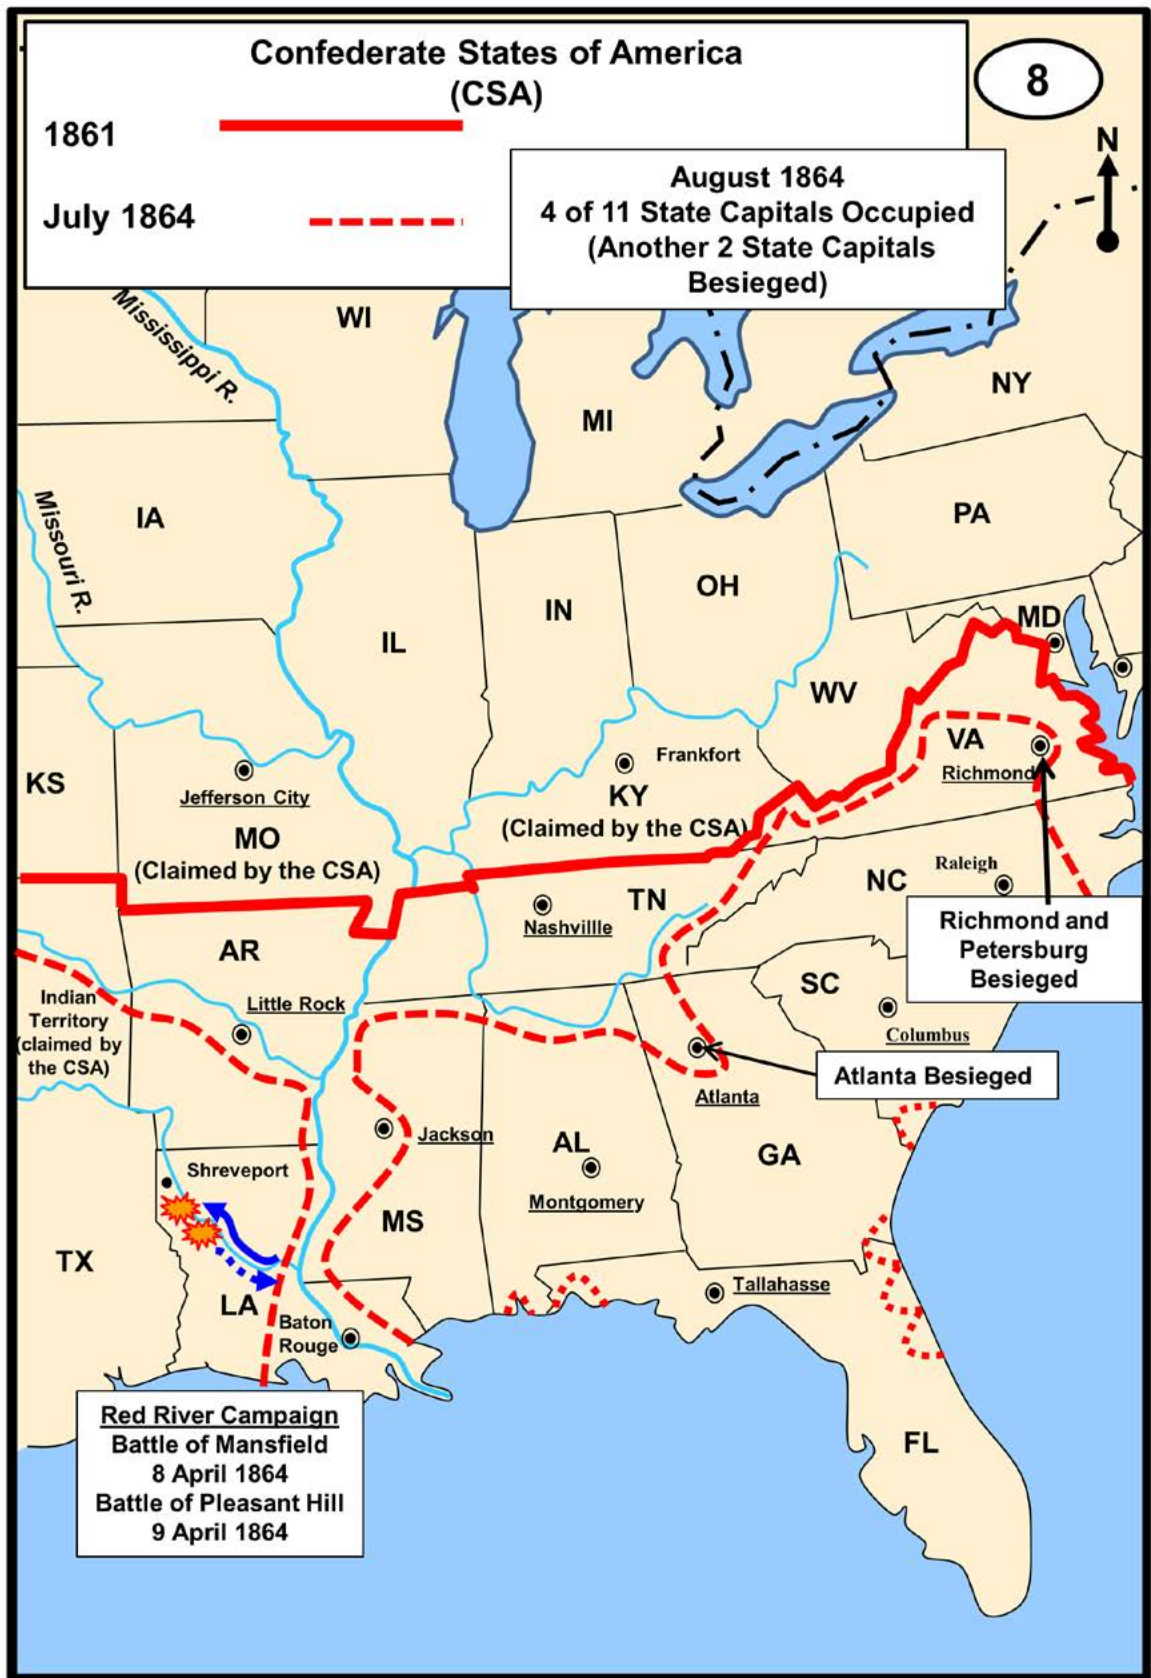 Confederate States of America
(CSA)
8
1861
July 1864
N
August 1864
4 of 11 State Capitals Occupied
(Another 2 State Capitals
Besieged)
Mississippi R.
WI
MI
NY
Missouri R.
IA
PA
IL
IN
OH
MD
WV
VA
Richmond
KS
Frankfort
KY
(Claimed by the CSA)
Jefferson City
MO
(Claimed by the CSA)
Raleigh
NC
TN
Nashvillle
Richmond and
Petersburg
Besieged
AR
Little Rock
Indian
Territory
(claimed by
the CSA)
SC
Columbus
Atlanta Besieged
Atlanta
Jackson
AL
GA
Shreveport
Montgomery
MS
TX
LA
Tallahasse
Baton
Rouge
FL
Red River Campaign
Battle of Mansfield
8 April 1864
Battle of Pleasant Hill
9 April 1864